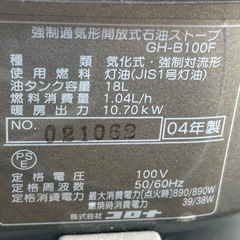 強制通気形開放式石油ストーブ
GH-B100F
種類 気化式・強制対流形
使用燃料 灯油(JIS1号灯油)
油タンク容量 18L
燃料消費量 1.04L/h
暖房出力 10.70kW
NO. 021062 04年製
PS
E
定格電圧 100V
定格周波数 50/60Hz
定格消費電力 最大消費電力[点火時]890/890W
燃焼時消費電力 39/38W
株式会社コロナ